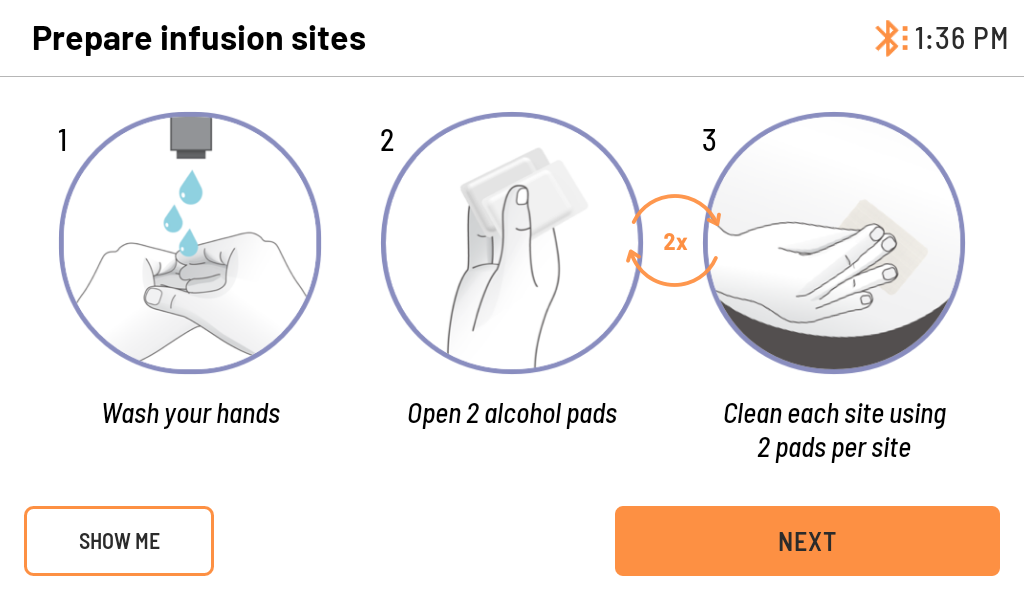 Prepare infusion sites
1:36 PM
1
2
3
2x
Wash your hands
Open 2 alcohol pads
Clean each site using
2 pads per site
SHOW ME
NEXT